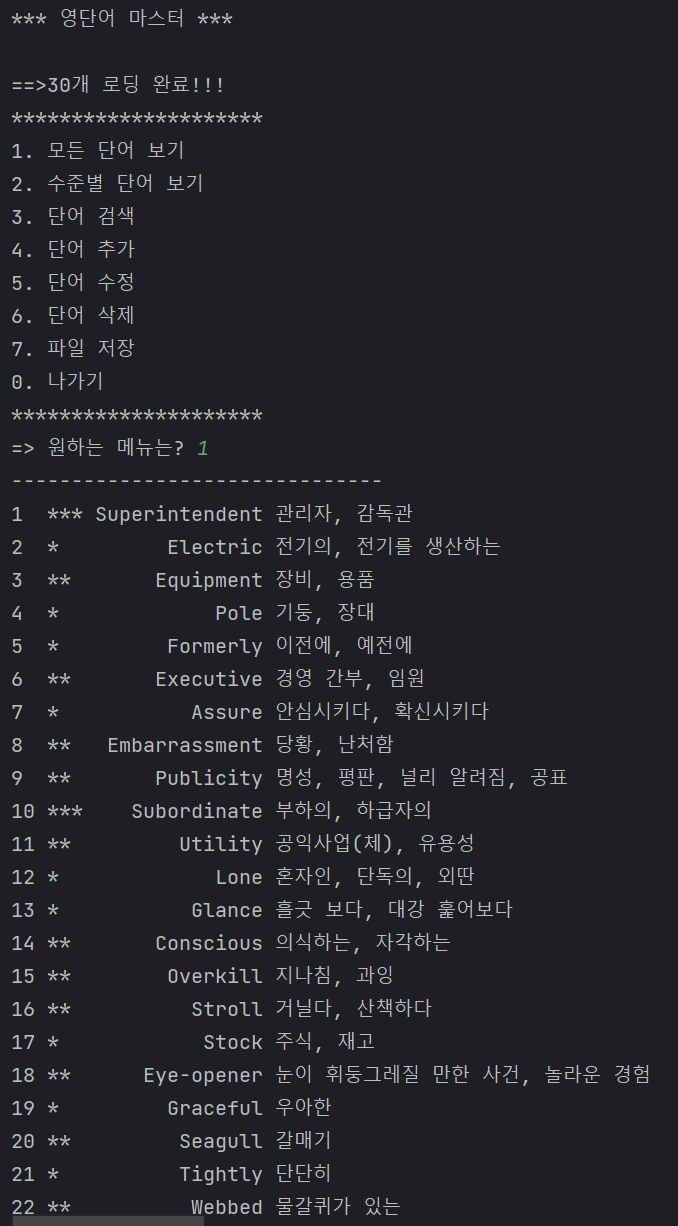 *** 영단어 마스터 ***
==>30개 로딩 완료!!!
*********************
1. 모든 단어 보기
2. 수준별 단어 보기
3. 단어 검색
4. 단어 추가
5. 단어 수정
6. 단어 삭제
7. 파일 저장
0. 나가기
*********************
=> 원하는 메뉴는? 1
-------------------------------
1  *** Superintendent 관리자, 감독관
2  *         Electric 전기의, 전기를 생산하는
3  **       Equipment 장비, 용품
4  *             Pole 기둥, 장대
5  *         Formerly 이전에, 예전에
6  **       Executive 경영 간부, 임원
7  *           Assure 안심시키다, 확신시키다
8  **   Embarrassment 당황, 난처함
9  **       Publicity 명성, 평판, 널리 알려짐, 공표
10 ***    Subordinate 부하의, 하급자의
11 **         Utility 공익사업(체), 유용성
12 *             Lone 혼자인, 단독의, 외딴
13 *           Glance 흘긋 보다, 대강 훑어보다
14 **       Conscious 의식하는, 자각하는
15 **        Overkill 지나침, 과잉
16 **          Stroll 거닐다, 산책하다
17 *            Stock 주식, 재고
18 **      Eye-opener 눈이 휘둥그레질 만한 사건, 놀라운 경험
19 *         Graceful 우아한
20 **         Seagull 갈매기
21 *          Tightly 단단히
22 **          Webbed 물갈퀴가 있는